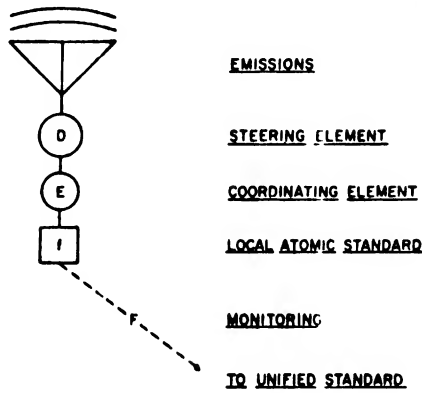 EMISSIONS
D STEERING ELEMENT
E COORDINATING ELEMENT
f LOCAL ATOMIC STANDARD
F MONITORING
TO UNIFIED STANDARD